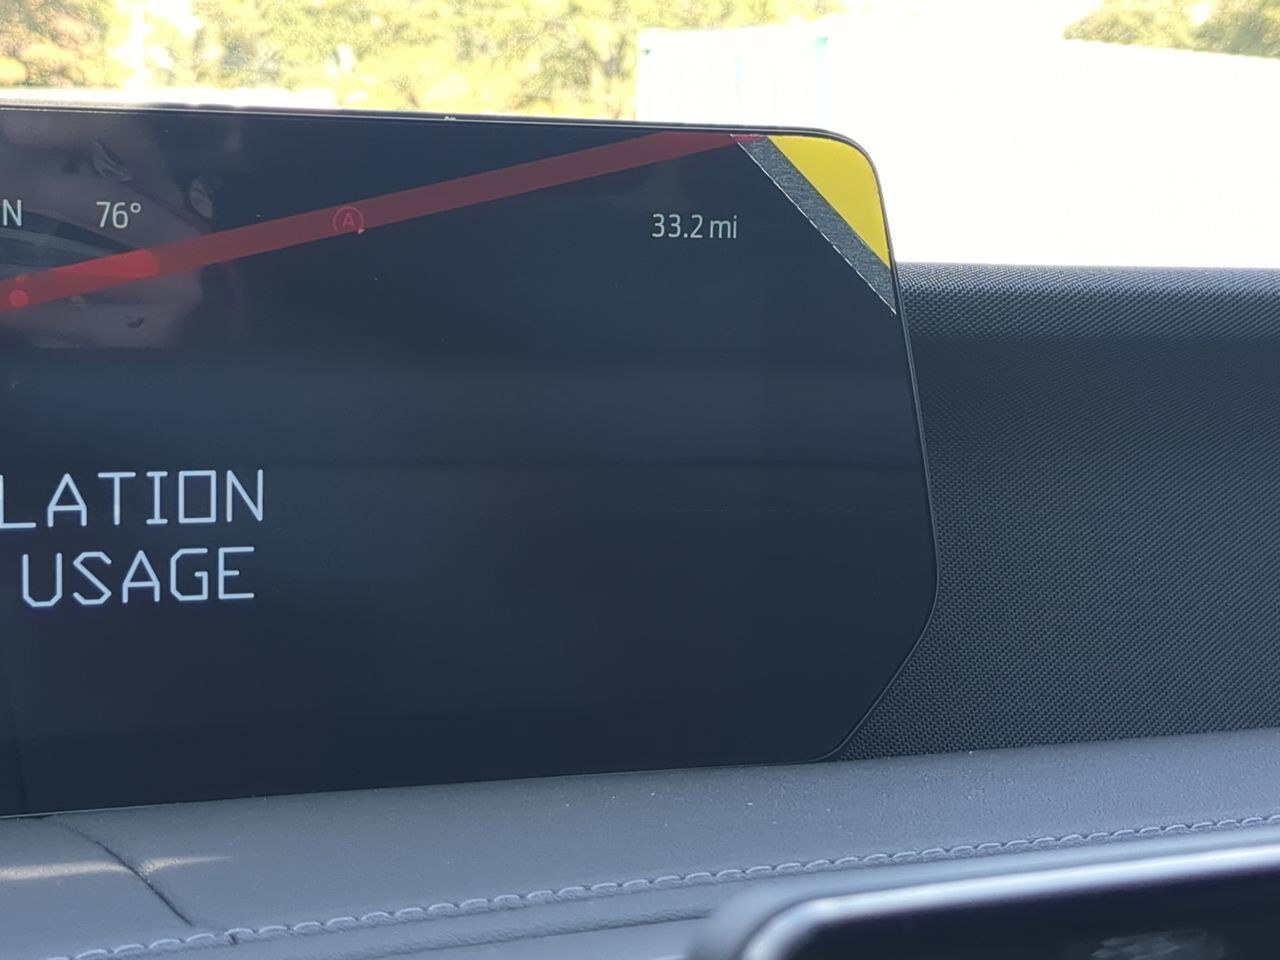 N 76° Ⓐ 33.2 mi
LATION
USAGE